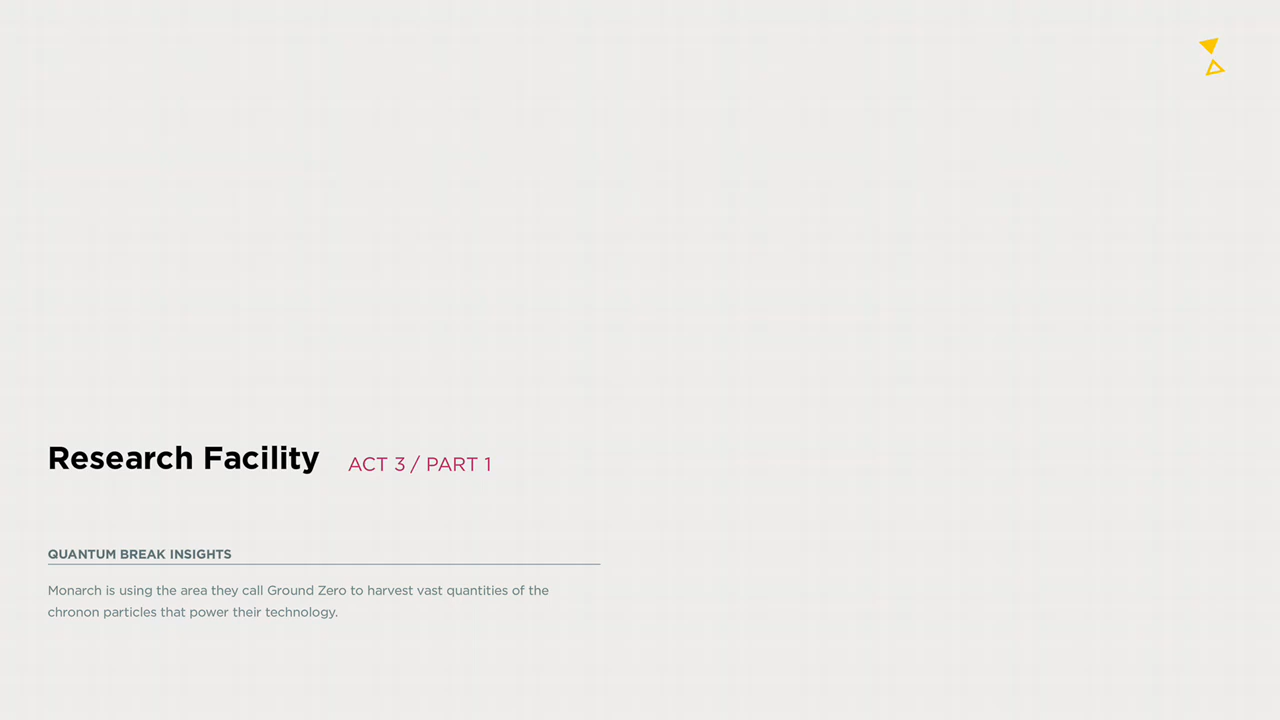 Research Facility ACT 3 / PART 1
QUANTUM BREAK INSIGHTS
Monarch is using the area they call Ground Zero to harvest vast quantities of the
chronon particles that power their technology.